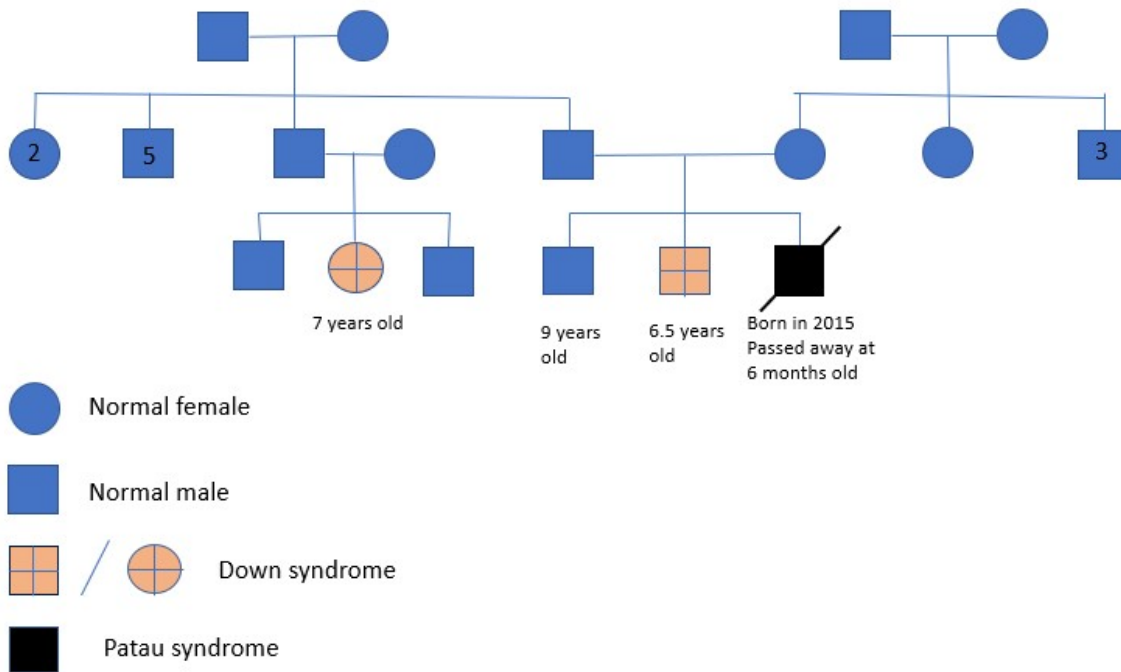 2
5
3
7 years old
9 years
old
6.5 years
old
Born in 2015
Passed away at
6 months old
Normal female
Normal male
Down syndrome
Patau syndrome